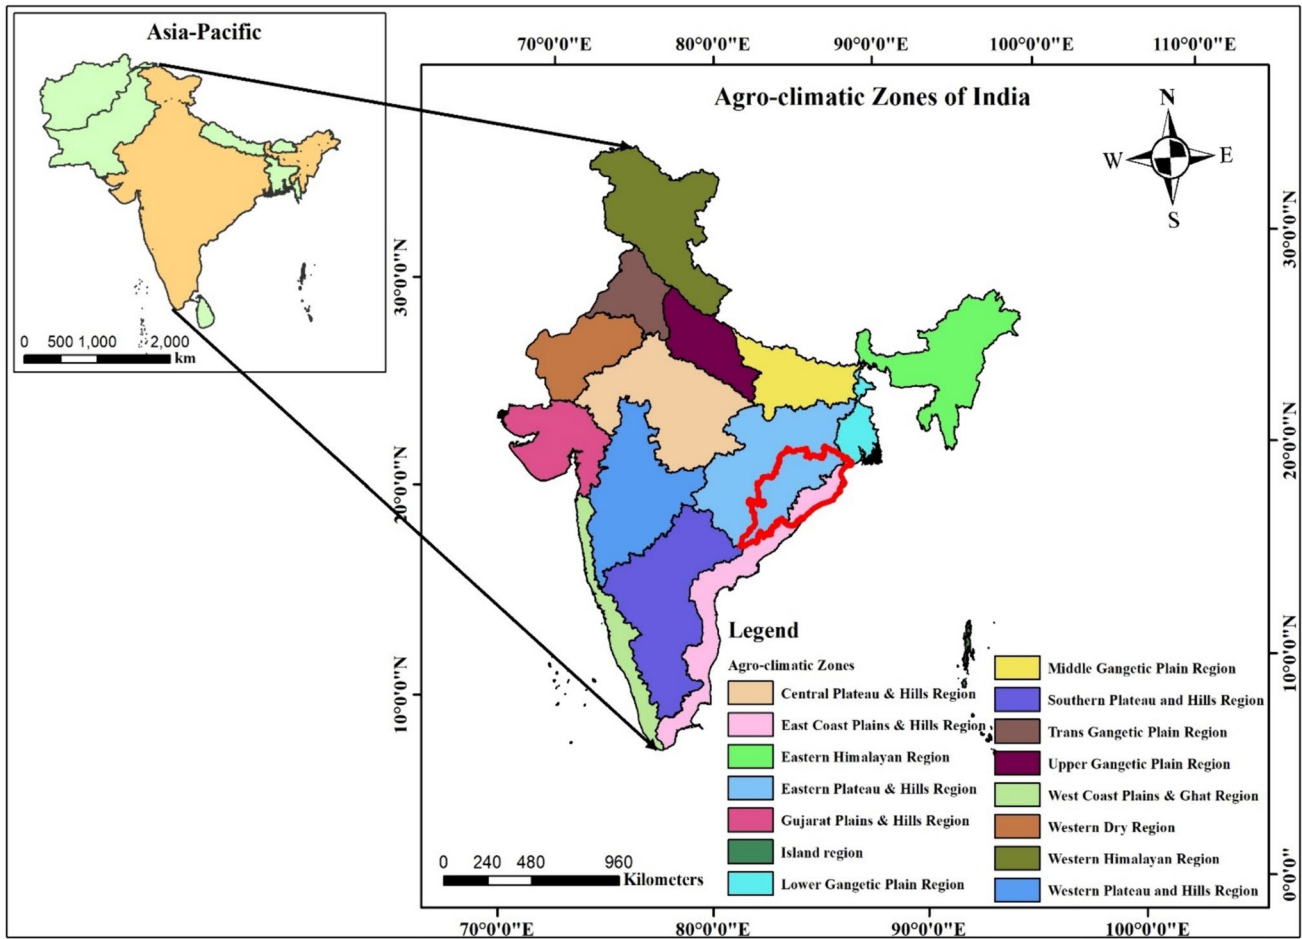 Asia-Pacific
0 500 1,000 2,000
km
70°0'0"E 80°0'0"E 90°0'0"E 100°0'0"E 110°0'0"E
Agro-climatic Zones of India
N
W E
S
30°0'0"N
20°0'0"N
10°0'0"N
30°0'0"N
20°0'0"N
10°0'0"N
0°0'0"
Legend
Agro-climatic Zones
Central Plateau & Hills Region
East Coast Plains & Hills Region
Eastern Himalayan Region
Eastern Plateau & Hills Region
Gujarat Plains & Hills Region
Island region
Lower Gangetic Plain Region
Middle Gangetic Plain Region
Southern Plateau and Hills Region
Trans Gangetic Plain Region
Upper Gangetic Plain Region
West Coast Plains & Ghat Region
Western Dry Region
Western Himalayan Region
Western Plateau and Hills Region
0 240 480 960
Kilometers
70°0'0"E 80°0'0"E 90°0'0"E 100°0'0"E